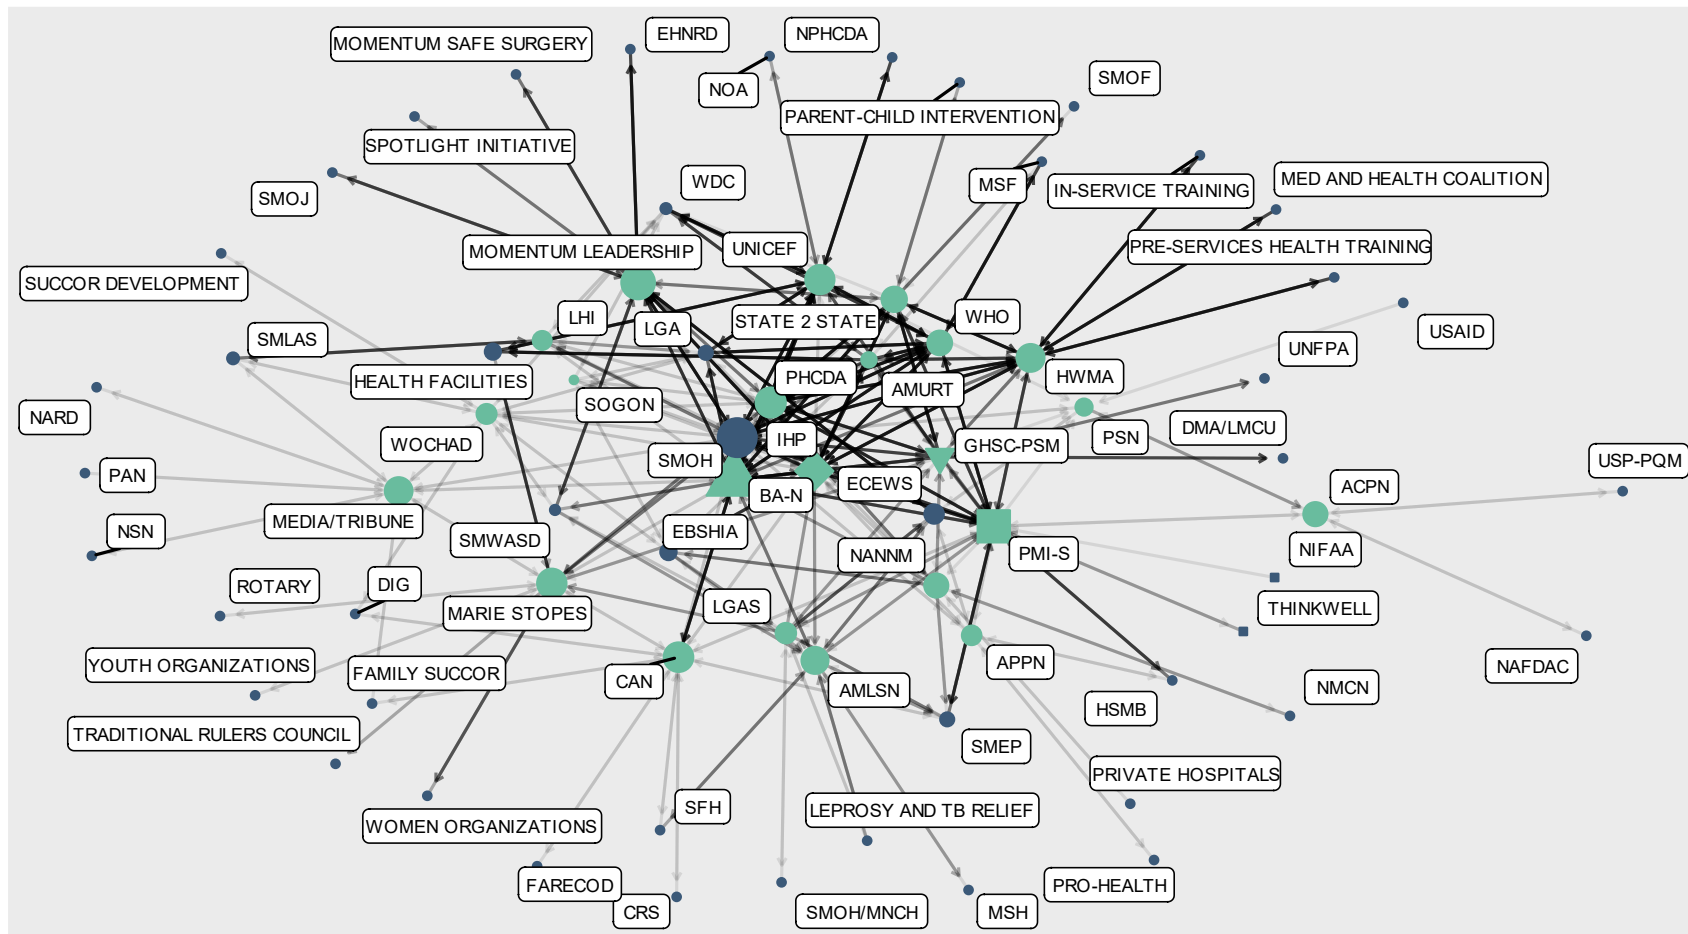 EHNRD
NPHCDA
MOMENTUM SAFE SURGERY
SMOF
NOA
PARENT-CHILD INTERVENTION
SPOTLIGHT INITIATIVE
MED AND HEALTH COALITION
WDC
MSF
IN-SERVICE TRAINING
SMOJ
PRE-SERVICES HEALTH TRAINING
MOMENTUM LEADERSHIP
UNICEF
SUCCOR DEVELOPMENT
LHI
LGA
STATE 2 STATE
WHO
USAID
SMLAS
UNFPA
HEALTH FACILITIES
PHCDA
AMURT
HWMA
SOGON
NARD
DMA/LMCU
WOCHAD
PSN
IHP
GHSC-PSM
SMOH
USP-PQM
PAN
ECEWS
ACPN
BA-N
MEDIA/TRIBUNE
NSN
EBSHIA
SMWASD
NANNM
PMI-S
NIFAA
ROTARY
DIG
LGAS
THINKWELL
MARIE STOPES
YOUTH ORGANIZATIONS
APPN
NAFDAC
FAMILY SUCCOR
CAN
AMLSN
NMCN
HSMB
TRADITIONAL RULERS COUNCIL
SMEP
PRIVATE HOSPITALS
SFH
LEPROSY AND TB RELIEF
WOMEN ORGANIZATIONS
FARECOD
PRO-HEALTH
CRS
SMOH/MNCH
MSH